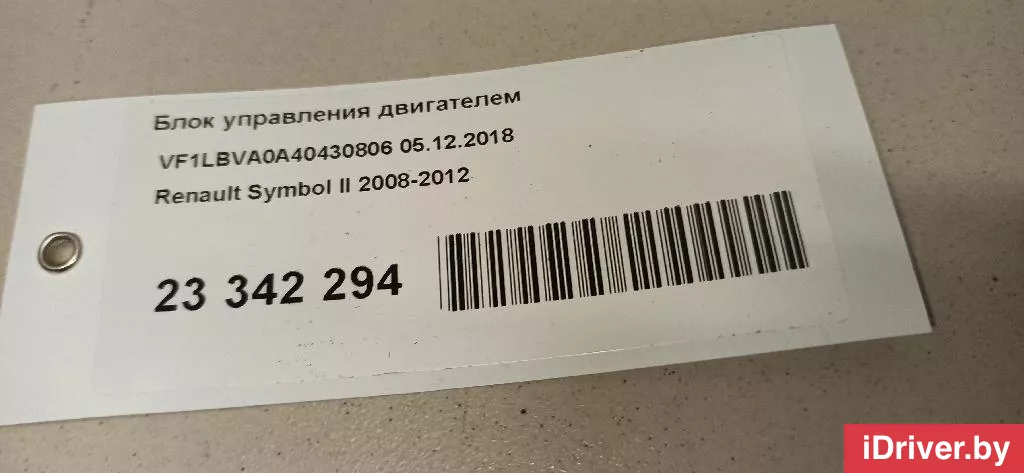 Блок управления двигателем
VF1LBVA0A40430806 05.12.2018
Renault Symbol II 2008-2012
23 342 294
iDriver.by